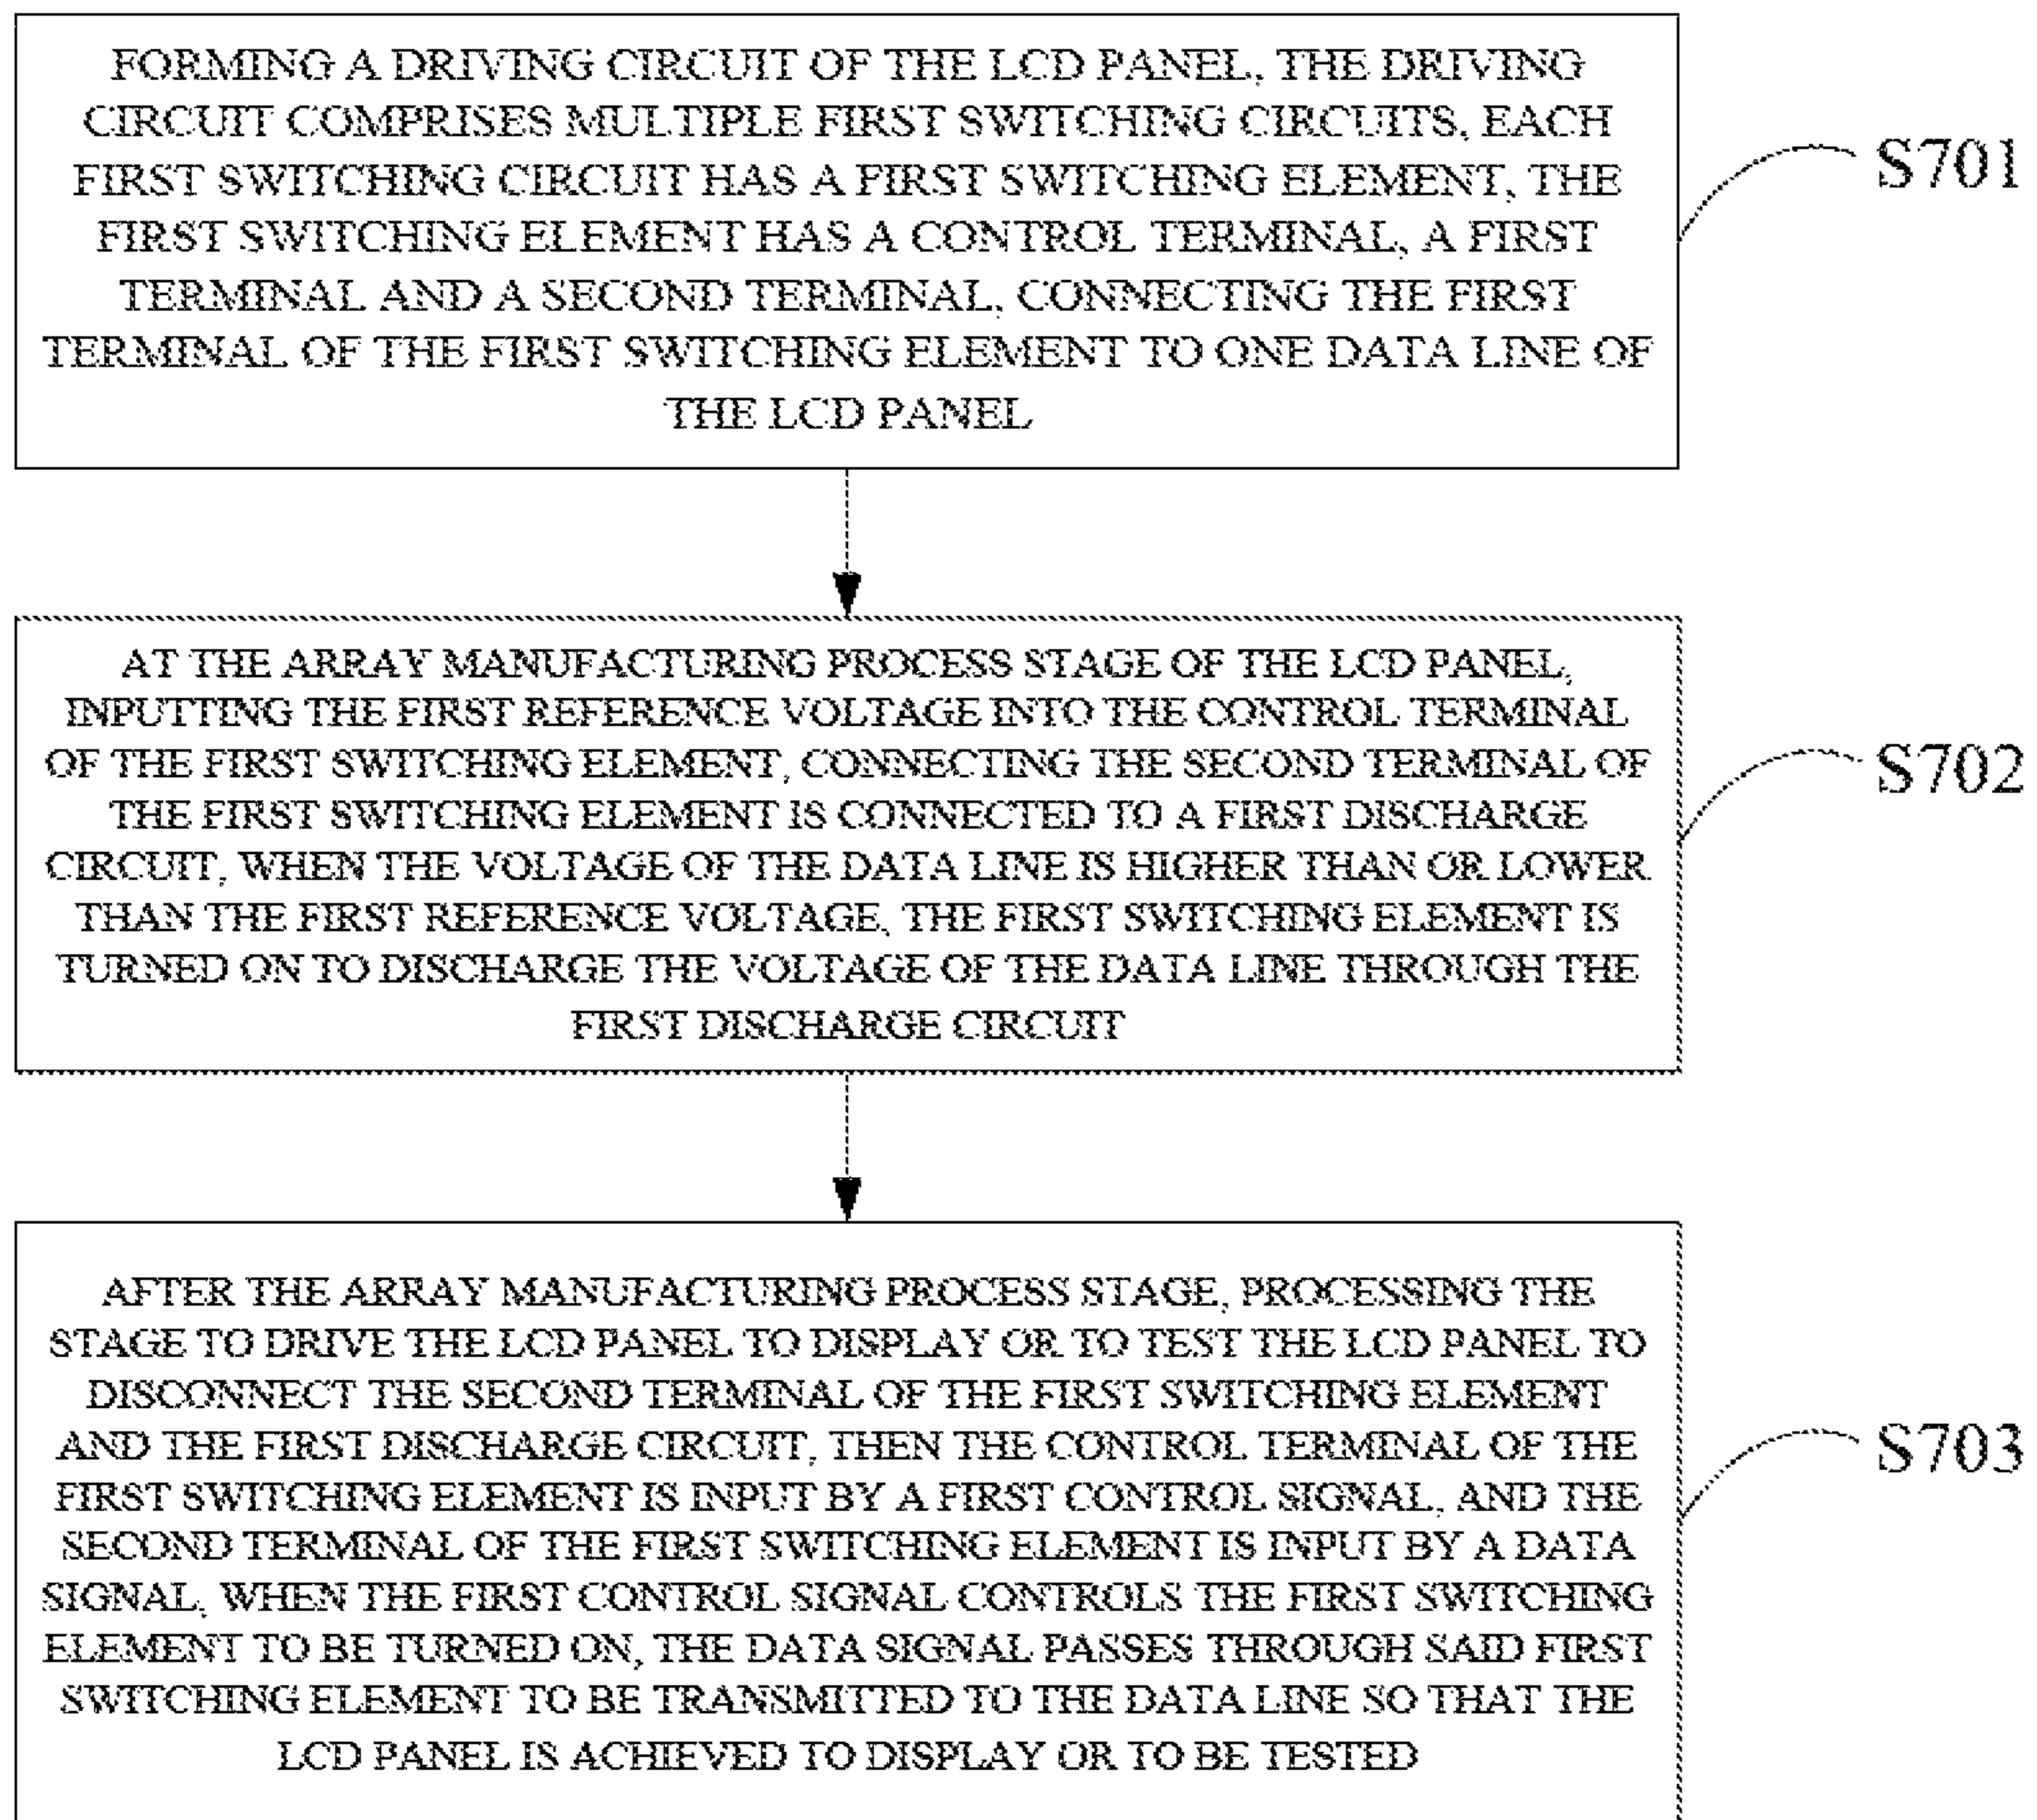 FORMING A DRIVING CIRCUIT OF THE LCD PANEL, THE DRIVING
CIRCUIT COMPRISES MULTIPLE FIRST SWITCHING CIRCUITS, EACH
FIRST SWITCHING CIRCUIT HAS A FIRST SWITCHING ELEMENT, THE
FIRST SWITCHING ELEMENT HAS A CONTROL TERMINAL, A FIRST
TERMINAL AND A SECOND TERMINAL, CONNECTING THE FIRST
TERMINAL OF THE FIRST SWITCHING ELEMENT TO ONE DATA LINE OF
THE LCD PANEL
S701
AT THE ARRAY MANUFACTURING PROCESS STAGE OF THE LCD PANEL,
INPUTTING THE FIRST REFERENCE VOLTAGE INTO THE CONTROL TERMINAL
OF THE FIRST SWITCHING ELEMENT, CONNECTING THE SECOND TERMINAL OF
THE FIRST SWITCHING ELEMENT IS CONNECTED TO A FIRST DISCHARGE
CIRCUIT, WHEN THE VOLTAGE OF THE DATA LINE IS HIGHER THAN OR LOWER
THAN THE FIRST REFERENCE VOLTAGE, THE FIRST SWITCHING ELEMENT IS
TURNED ON TO DISCHARGE THE VOLTAGE OF THE DATA LINE THROUGH THE
FIRST DISCHARGE CIRCUIT
S702
AFTER THE ARRAY MANUFACTURING PROCESS STAGE, PROCESSING THE
STAGE TO DRIVE THE LCD PANEL TO DISPLAY OR TO TEST THE LCD PANEL TO
DISCONNECT THE SECOND TERMINAL OF THE FIRST SWITCHING ELEMENT
AND THE FIRST DISCHARGE CIRCUIT, THEN THE CONTROL TERMINAL OF THE
FIRST SWITCHING ELEMENT IS INPUT BY A FIRST CONTROL SIGNAL, AND THE
SECOND TERMINAL OF THE FIRST SWITCHING ELEMENT IS INPUT BY A DATA
SIGNAL, WHEN THE FIRST CONTROL SIGNAL CONTROLS THE FIRST SWITCHING
ELEMENT TO BE TURNED ON, THE DATA SIGNAL PASSES THROUGH SAID FIRST
SWITCHING ELEMENT TO BE TRANSMITTED TO THE DATA LINE SO THAT THE
LCD PANEL IS ACHIEVED TO DISPLAY OR TO BE TESTED
S703